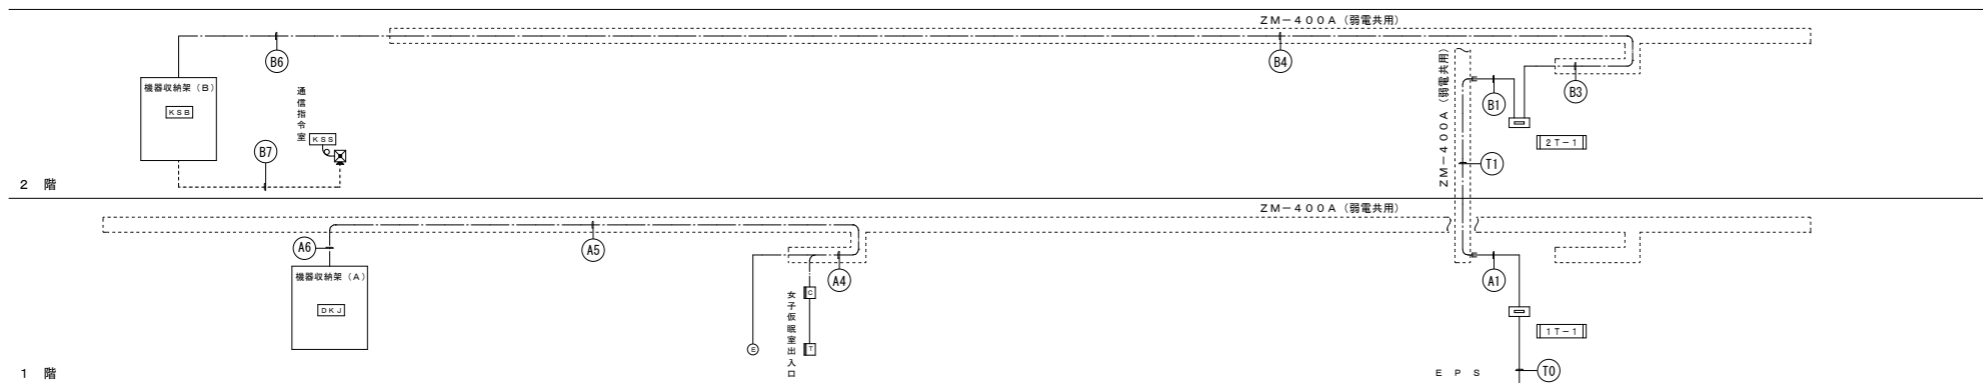 ZM-400A（弱電共用）
B6
B4
機器収納架（B）
KSB
通信指令室
KSS
B7
ZM-400A（弱電共用）
B1
B3
2T-1
T1
2 階
ZM-400A（弱電共用）
A6
A5
A4
A1
機器収納架（A）
DKJ
女子仮眠室出入口
C
T
E
1T-1
EPS
T0
1 階